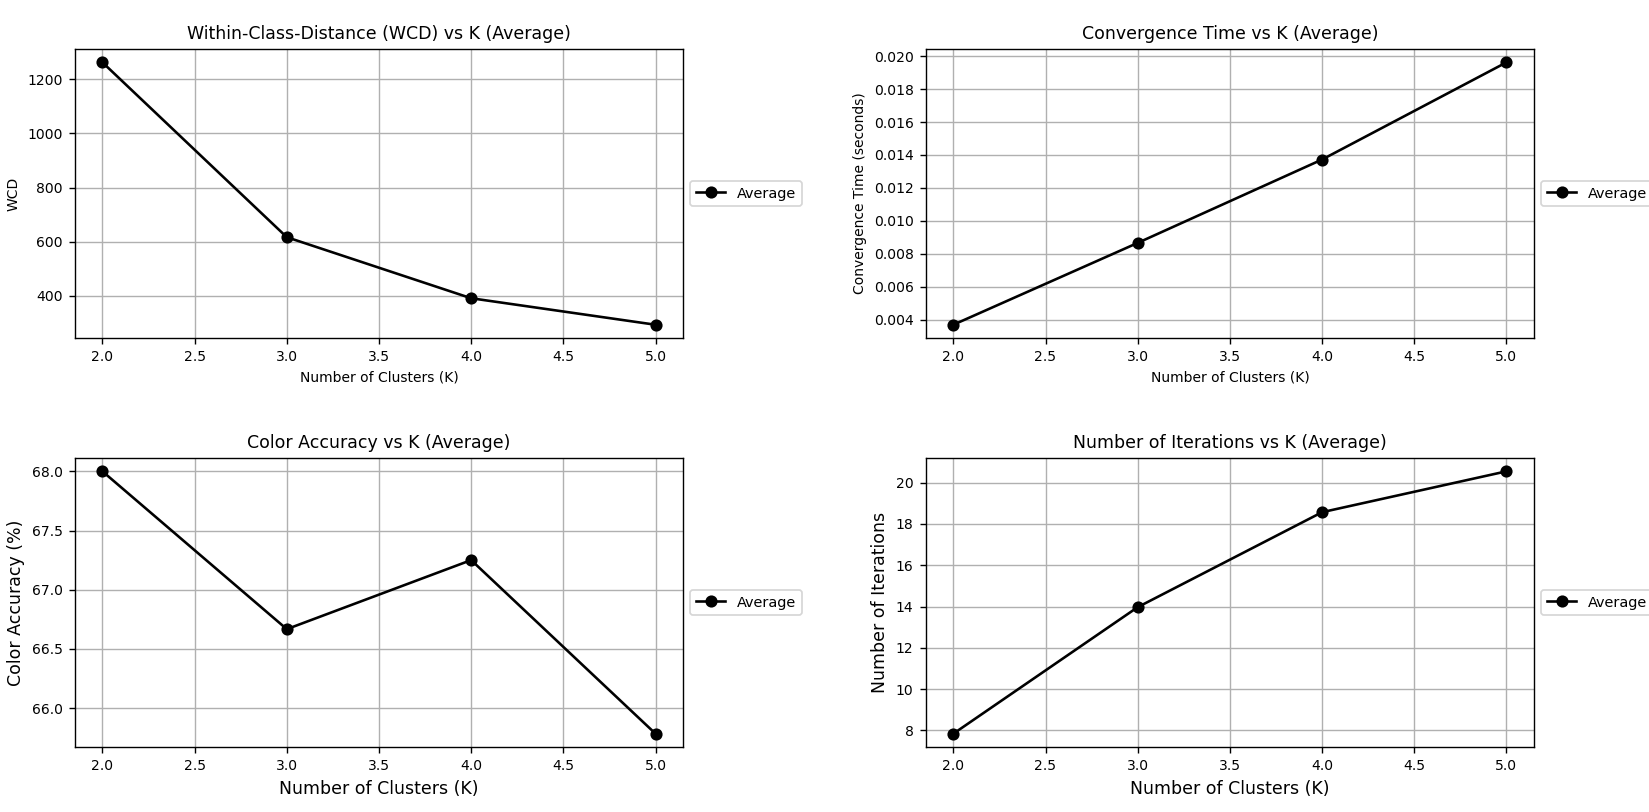 Within-Class-Distance (WCD) vs K (Average)
WCD
1200
1000
800
600
400
2.0 2.5 3.0 3.5 4.0 4.5 5.0
Number of Clusters (K)
Average
Convergence Time vs K (Average)
Convergence Time (seconds)
0.020
0.018
0.016
0.014
0.012
0.010
0.008
0.006
0.004
2.0 2.5 3.0 3.5 4.0 4.5 5.0
Number of Clusters (K)
Average
Color Accuracy vs K (Average)
Color Accuracy (%)
68.0
67.5
67.0
66.5
66.0
2.0 2.5 3.0 3.5 4.0 4.5 5.0
Number of Clusters (K)
Average
Number of Iterations vs K (Average)
Number of Iterations
20
18
16
14
12
10
8
2.0 2.5 3.0 3.5 4.0 4.5 5.0
Number of Clusters (K)
Average